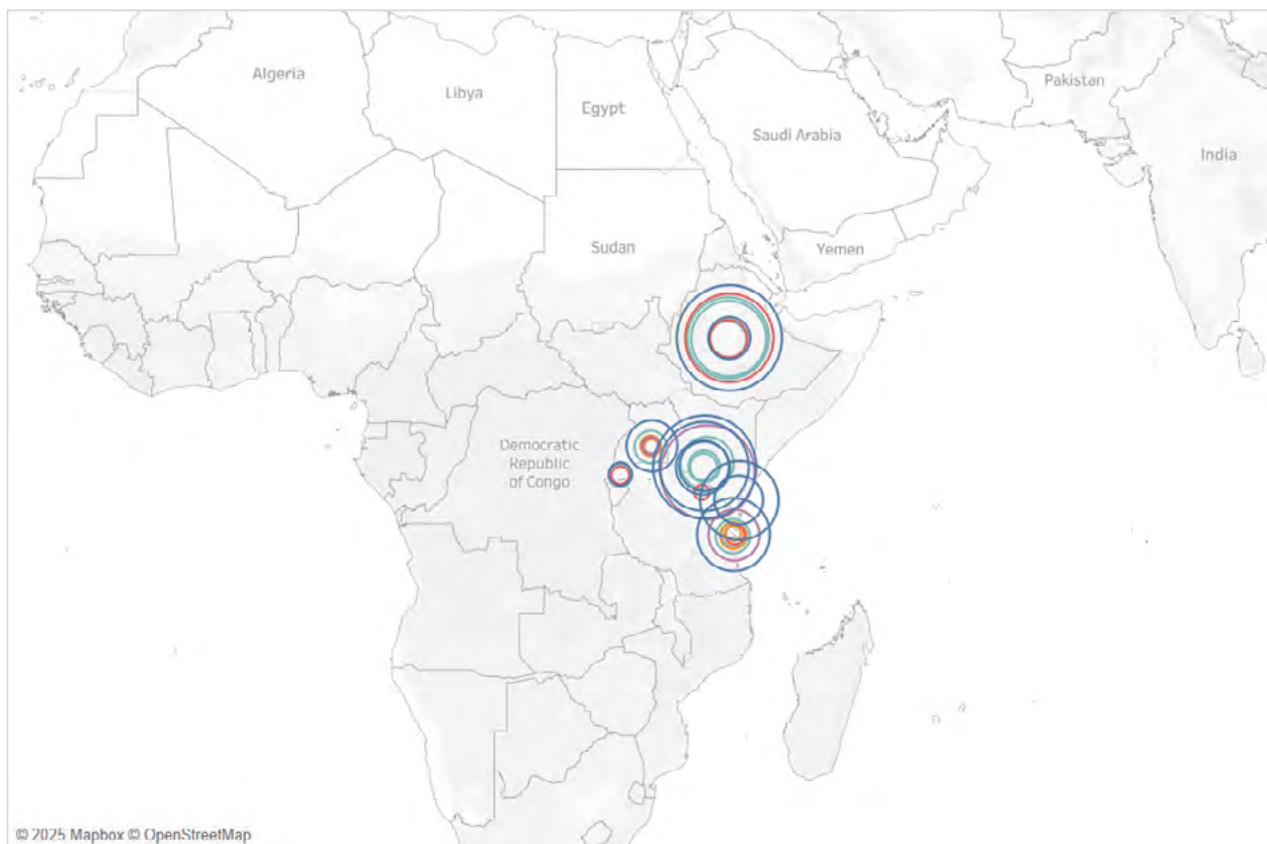 Algeria
Libya
Egypt
Saudi Arabia
Pakistan
India
Sudan
Yemen
Democratic
Republic
of Congo
© 2025 Mapbox © OpenStreetMap